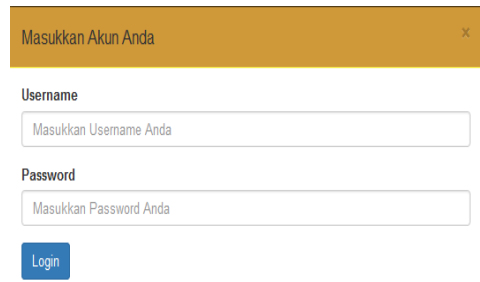 Masukkan Akun Anda x
Username
Masukkan Username Anda
Password
Masukkan Password Anda
Login